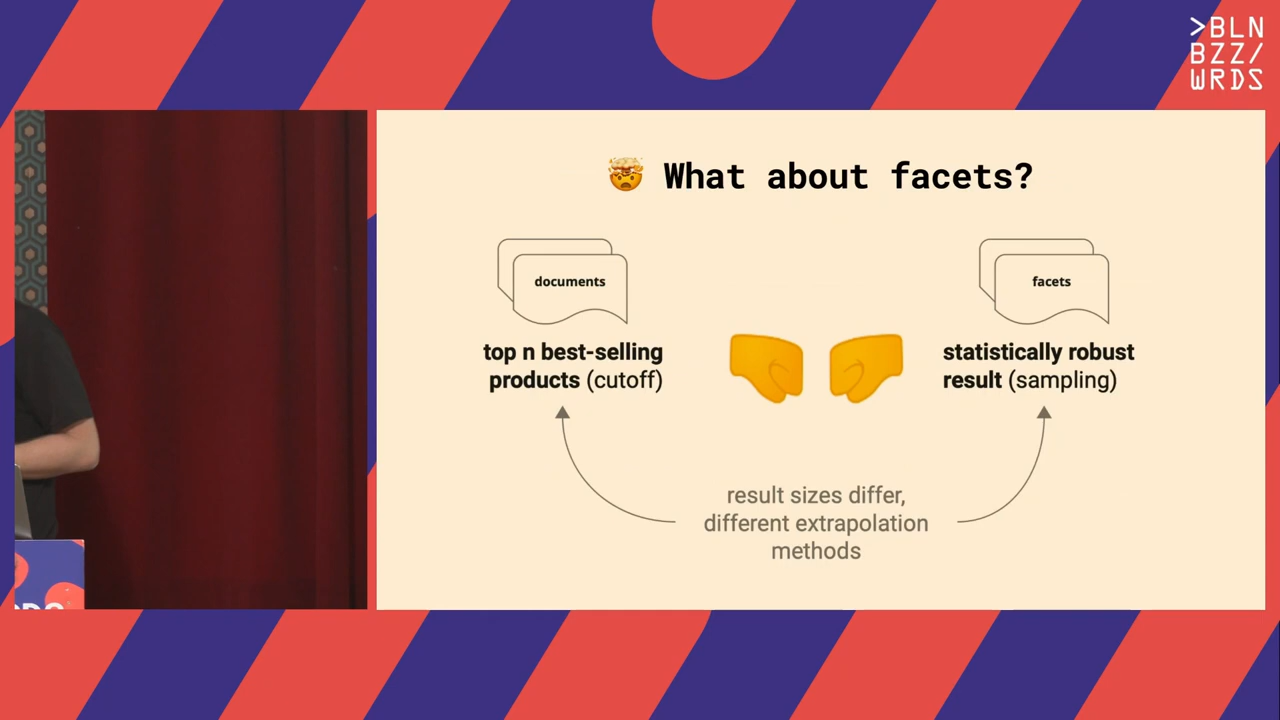 >BLN
BZZ/
WRDS
🤯 What about facets?
documents
facets
top n best-selling
products (cutoff)
statistically robust
result (sampling)
result sizes differ,
different extrapolation
methods